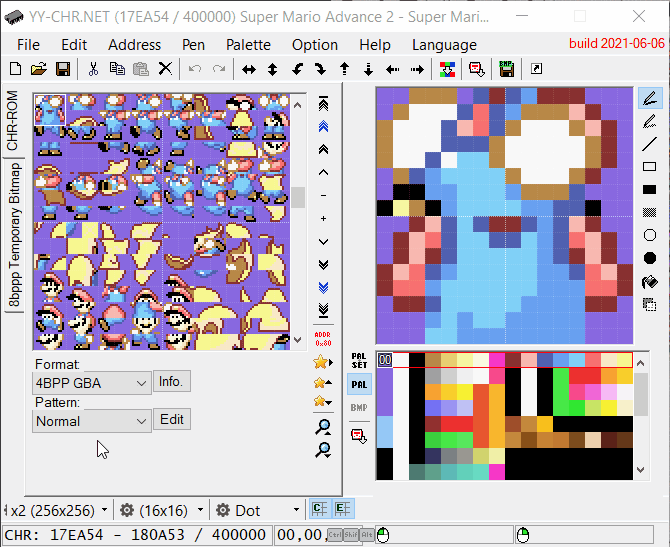 YY-CHR.NET (17EA54 / 400000) Super Mario Advance 2 - Super Mari...
File Edit Address Pen Palette Option Help Language
build 2021-06-06
BMP
CHR-ROM
8bppp Temporary Bitmap
ADDR
0x80
PAL
SET
PAL
BMP
00
Format:
4BPP GBA
Info.
Pattern:
Normal
Edit
x2 (256x256)
(16x16)
Dot
C
E
CHR: 17EA54 - 180A53 / 400000
00,00,
Ctrl Shif Alt